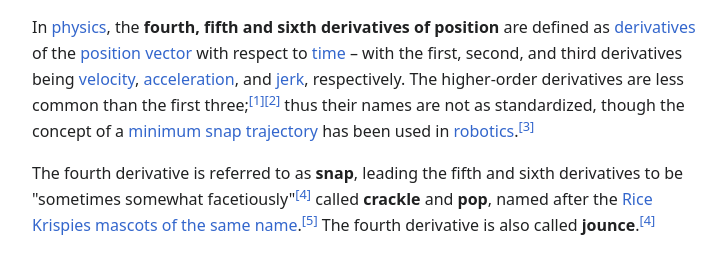 In physics, the fourth, fifth and sixth derivatives of position are defined as derivatives
of the position vector with respect to time – with the first, second, and third derivatives
being velocity, acceleration, and jerk, respectively. The higher-order derivatives are less
common than the first three;[1][2] thus their names are not as standardized, though the
concept of a minimum snap trajectory has been used in robotics.[3]
The fourth derivative is referred to as snap, leading the fifth and sixth derivatives to be
"sometimes somewhat facetiously"[4] called crackle and pop, named after the Rice
Krispies mascots of the same name.[5] The fourth derivative is also called jounce.[4]